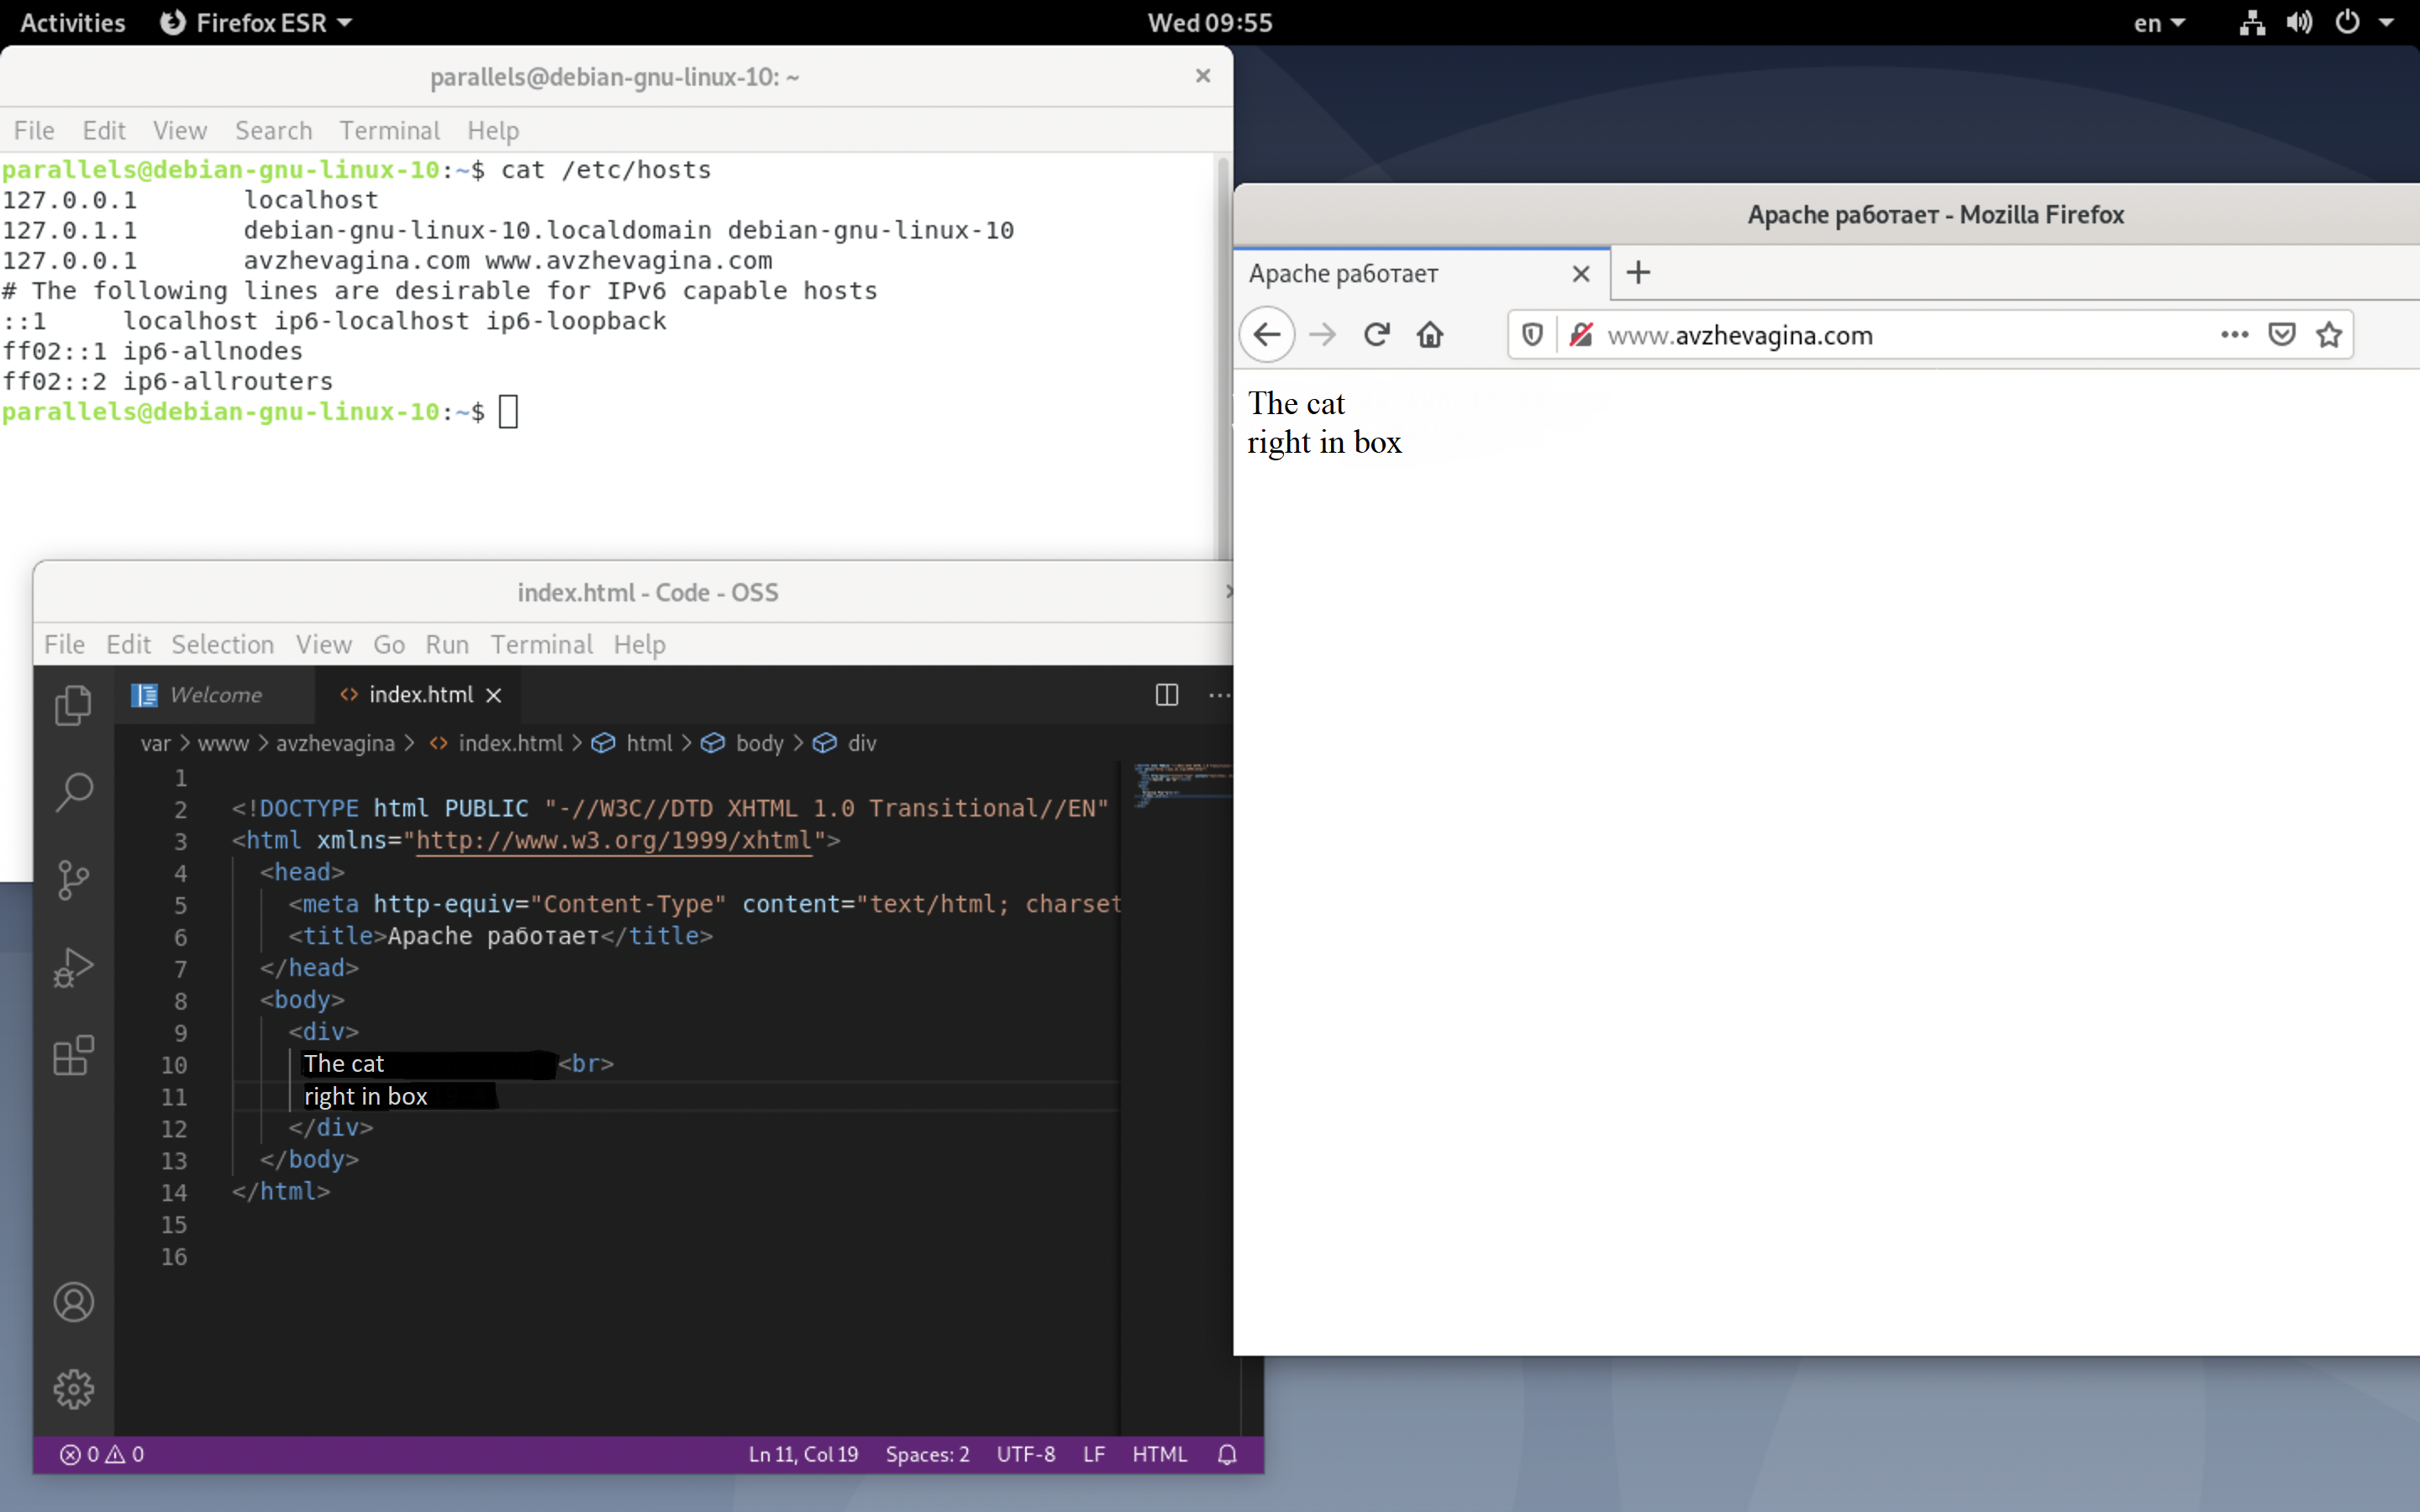 Activities Firefox ESR Wed 09:55 en
parallels@debian-gnu-linux-10: ~
File Edit View Search Terminal Help
parallels@debian-gnu-linux-10:~$ cat /etc/hosts
127.0.0.1 localhost
127.0.1.1 debian-gnu-linux-10.localdomain debian-gnu-linux-10
127.0.0.1 avzhevagina.com www.avzhevagina.com
# The following lines are desirable for IPv6 capable hosts
::1 localhost ip6-localhost ip6-loopback
ff02::1 ip6-allnodes
ff02::2 ip6-allrouters
parallels@debian-gnu-linux-10:~$
index.html - Code - OSS
File Edit Selection View Go Run Terminal Help
Welcome index.html
var > www > avzhevagina > index.html > html > body > div
1
2 <!DOCTYPE html PUBLIC "-//W3C//DTD XHTML 1.0 Transitional//EN"
3 <html xmlns="http://www.w3.org/1999/xhtml">
4 <head>
5 <meta http-equiv="Content-Type" content="text/html; charset
6 <title>Apache работает</title>
7 </head>
8 <body>
9 <div>
10 The cat <br>
11 right in box
12 </div>
13 </body>
14 </html>
15
16
0 0 Ln 11, Col 19 Spaces: 2 UTF-8 LF HTML
Apache работает - Mozilla Firefox
Apache работает
www.avzhevagina.com
The cat
right in box